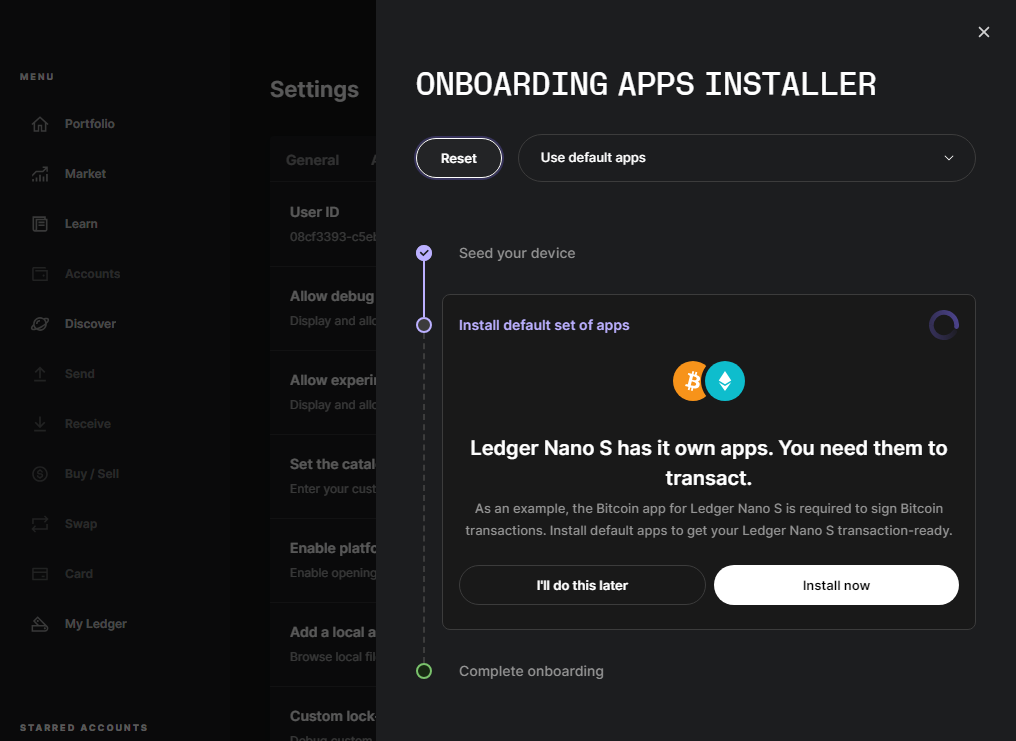 MENU
Portfolio
Market
Learn
Accounts
Discover
Send
Receive
Buy / Sell
Swap
Card
My Ledger
STARRED ACCOUNTS
Settings
General
User ID
08cf3393-c5eb
Allow debug
Display and allo
Allow experi
Display and allo
Set the catal
Enter your cust
Enable platfo
Enable opening
Add a local a
Browse local
Custom lock-
Debug custom
ONBOARDING APPS INSTALLER
Reset
Use default apps
Seed your device
Install default set of apps
Ledger Nano S has it own apps. You need them to
transact.
As an example, the Bitcoin app for Ledger Nano S is required to sign Bitcoin
transactions. Install default apps to get your Ledger Nano S transaction-ready.
I'll do this later
Install now
Complete onboarding